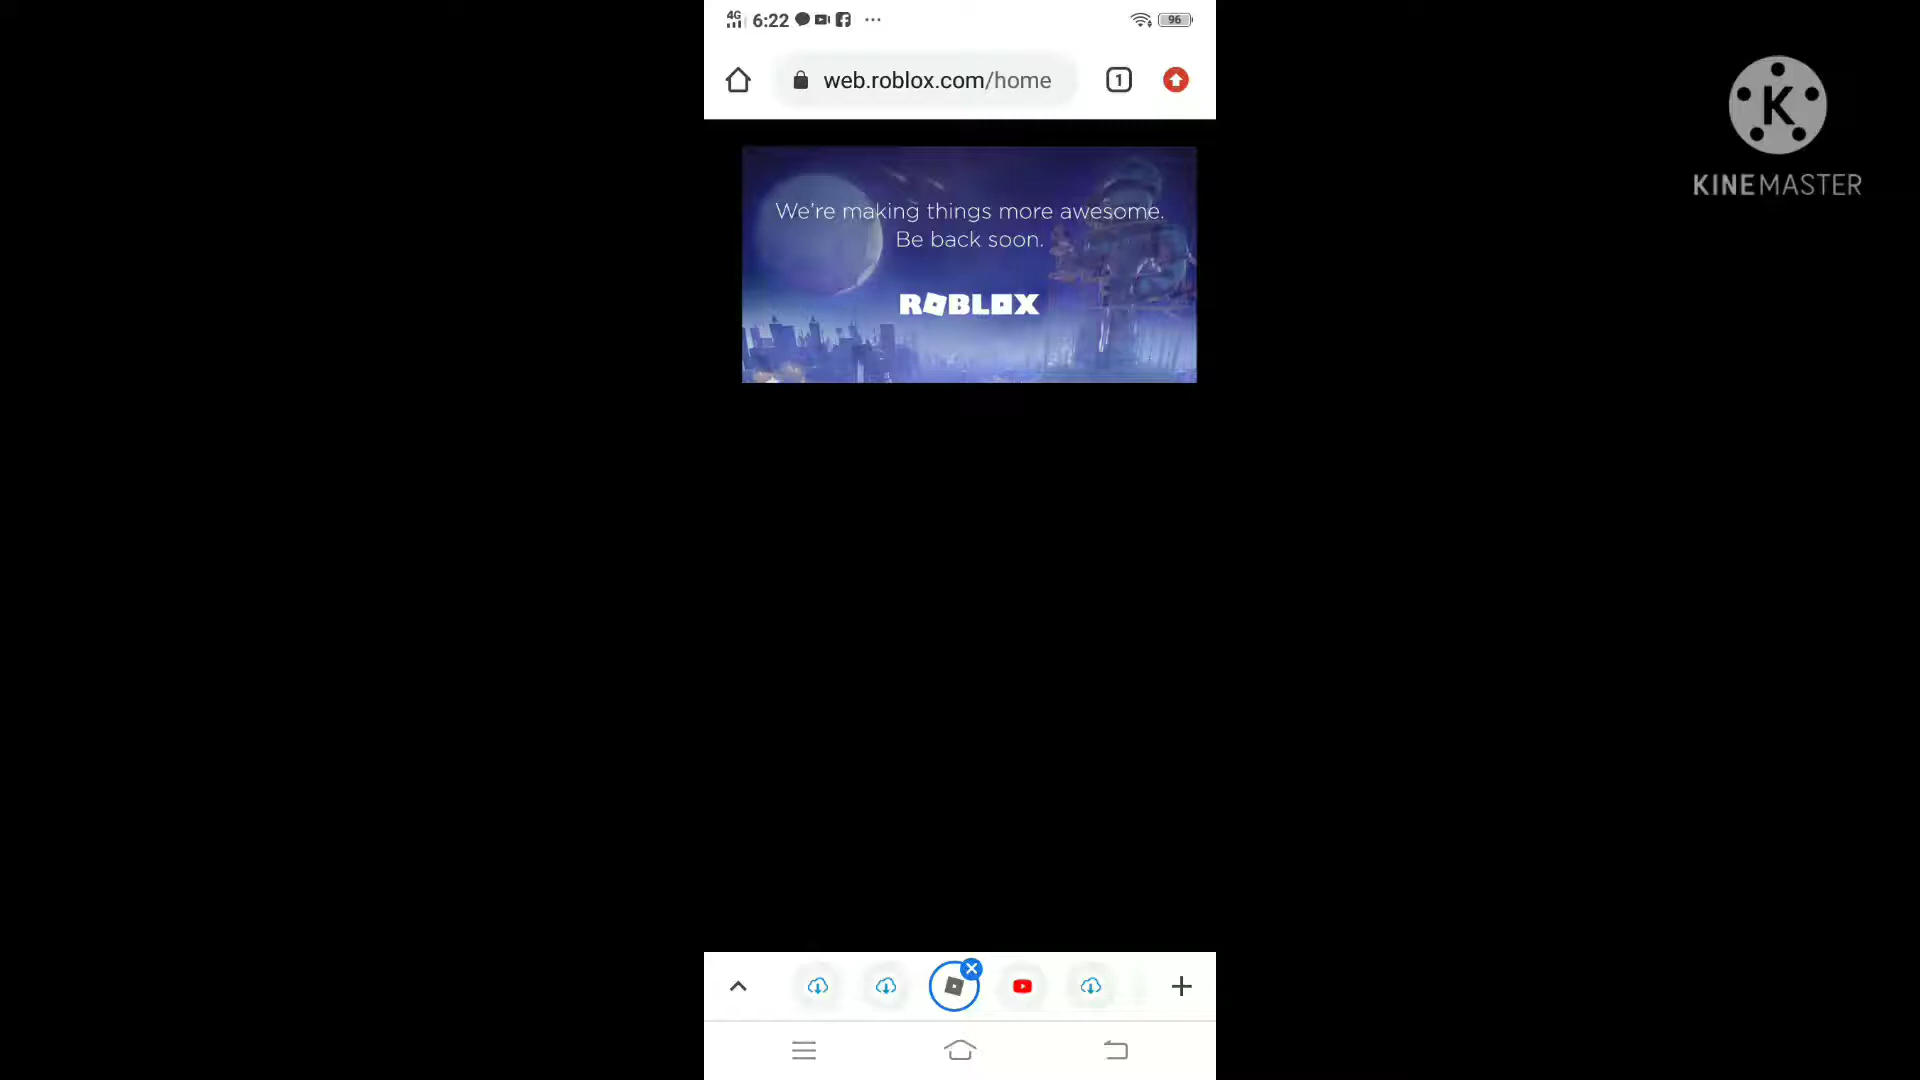 4G 6:22 96
web.roblox.com/home 1
K
KINEMASTER
We're making things more awesome.
Be back soon.
ROBLOX